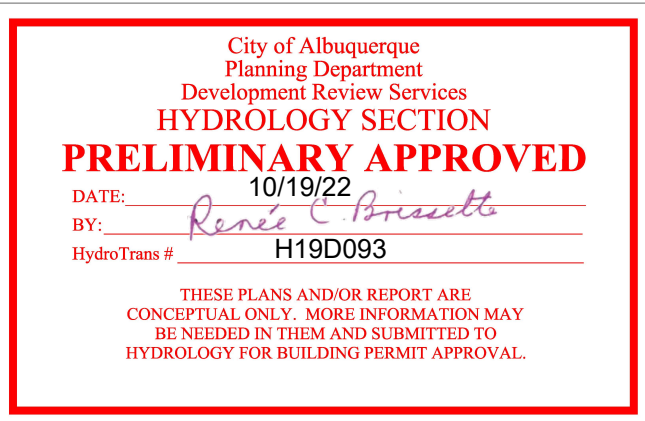 City of Albuquerque
Planning Department
Development Review Services
HYDROLOGY SECTION
PRELIMINARY APPROVED
DATE: 10/19/22
BY: Renée C. Brissette
HydroTrans # H19D093
THESE PLANS AND/OR REPORT ARE
CONCEPTUAL ONLY. MORE INFORMATION MAY
BE NEEDED IN THEM AND SUBMITTED TO
HYDROLOGY FOR BUILDING PERMIT APPROVAL.